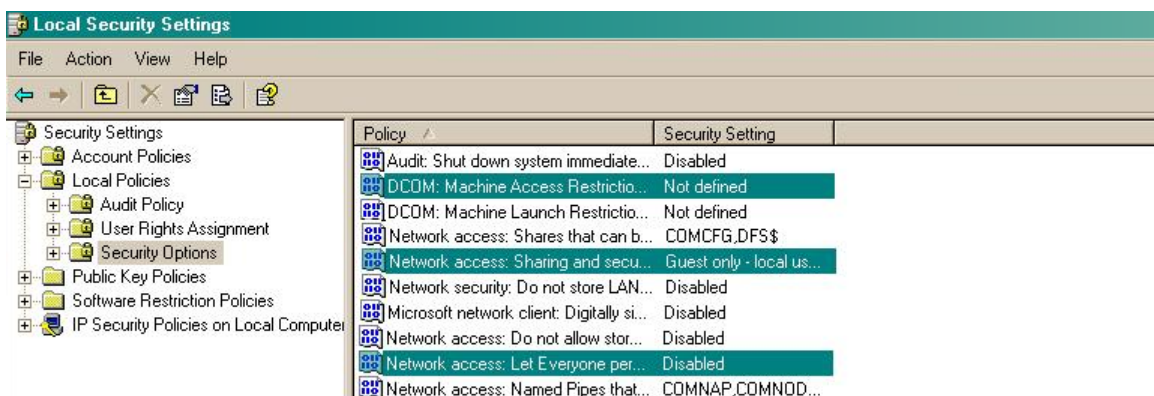 Local Security Settings
File Action View Help
Security Settings
Account Policies
Local Policies
Audit Policy
User Rights Assignment
Security Options
Public Key Policies
Software Restriction Policies
IP Security Policies on Local Computer
Policy Security Setting
Audit: Shut down system immediate... Disabled
DCOM: Machine Access Restrictio... Not defined
DCOM: Machine Launch Restrictio... Not defined
Network access: Shares that can b... COMCFG,DFS$
Network access: Sharing and secu... Guest only - local us...
Network security: Do not store LAN... Disabled
Microsoft network client: Digitally si... Disabled
Network access: Do not allow stor... Disabled
Network access: Let Everyone per... Disabled
Network access: Named Pipes that... COMNAP,COMNOD...